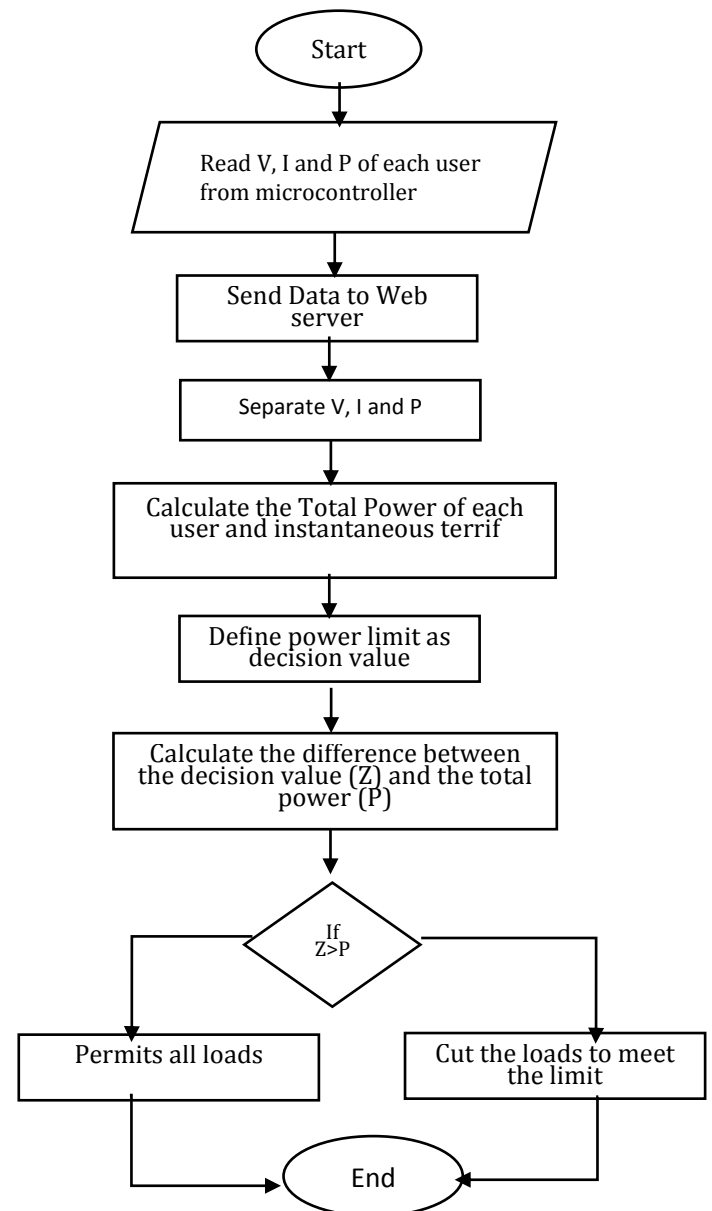 Start
Read V, I and P of each user
from microcontroller
Send Data to Web
server
Separate V, I and P
Calculate the Total Power of each
user and instantaneous terrif
Define power limit as
decision value
Calculate the difference between
the decision value (Z) and the total
power (P)
If
Z>P
Permits all loads
Cut the loads to meet
the limit
End